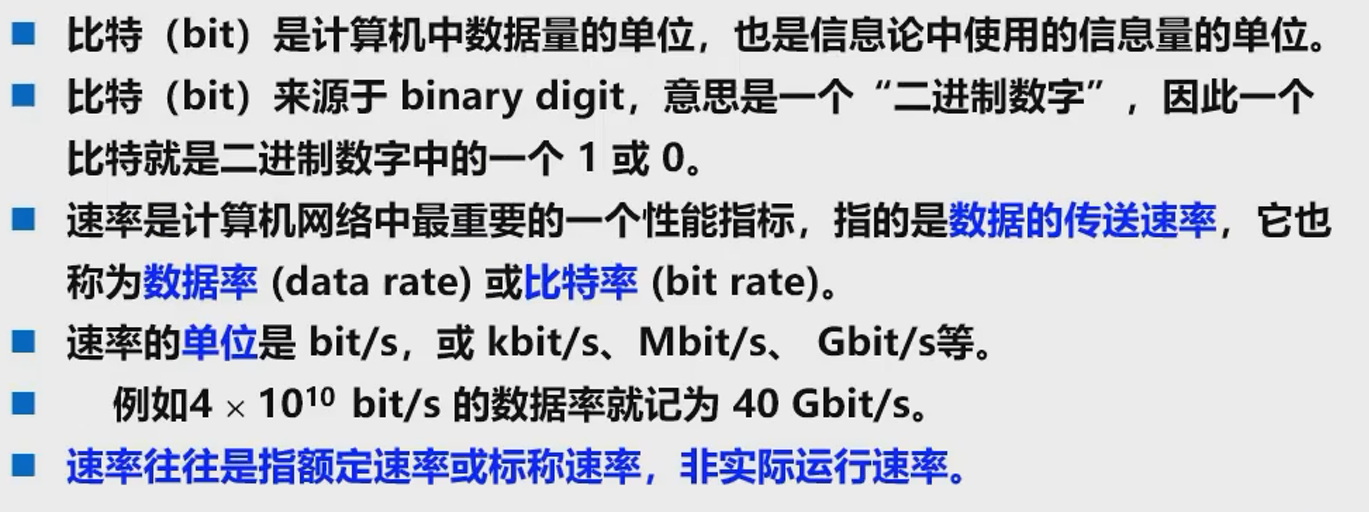 比特（bit）是计算机中数据量的单位，也是信息论中使用的信息量的单位。
比特（bit）来源于 binary digit，意思是一个“二进制数字”，因此一个
比特就是二进制数字中的一个 1 或 0。
速率是计算机网络中最重要的一个性能指标，指的是数据的传送速率，它也
称为数据率 (data rate) 或比特率 (bit rate)。
速率的单位是 bit/s，或 kbit/s、Mbit/s、 Gbit/s等。
例如4 × 10¹⁰ bit/s 的数据率就记为 40 Gbit/s。
速率往往是指额定速率或标称速率，非实际运行速率。